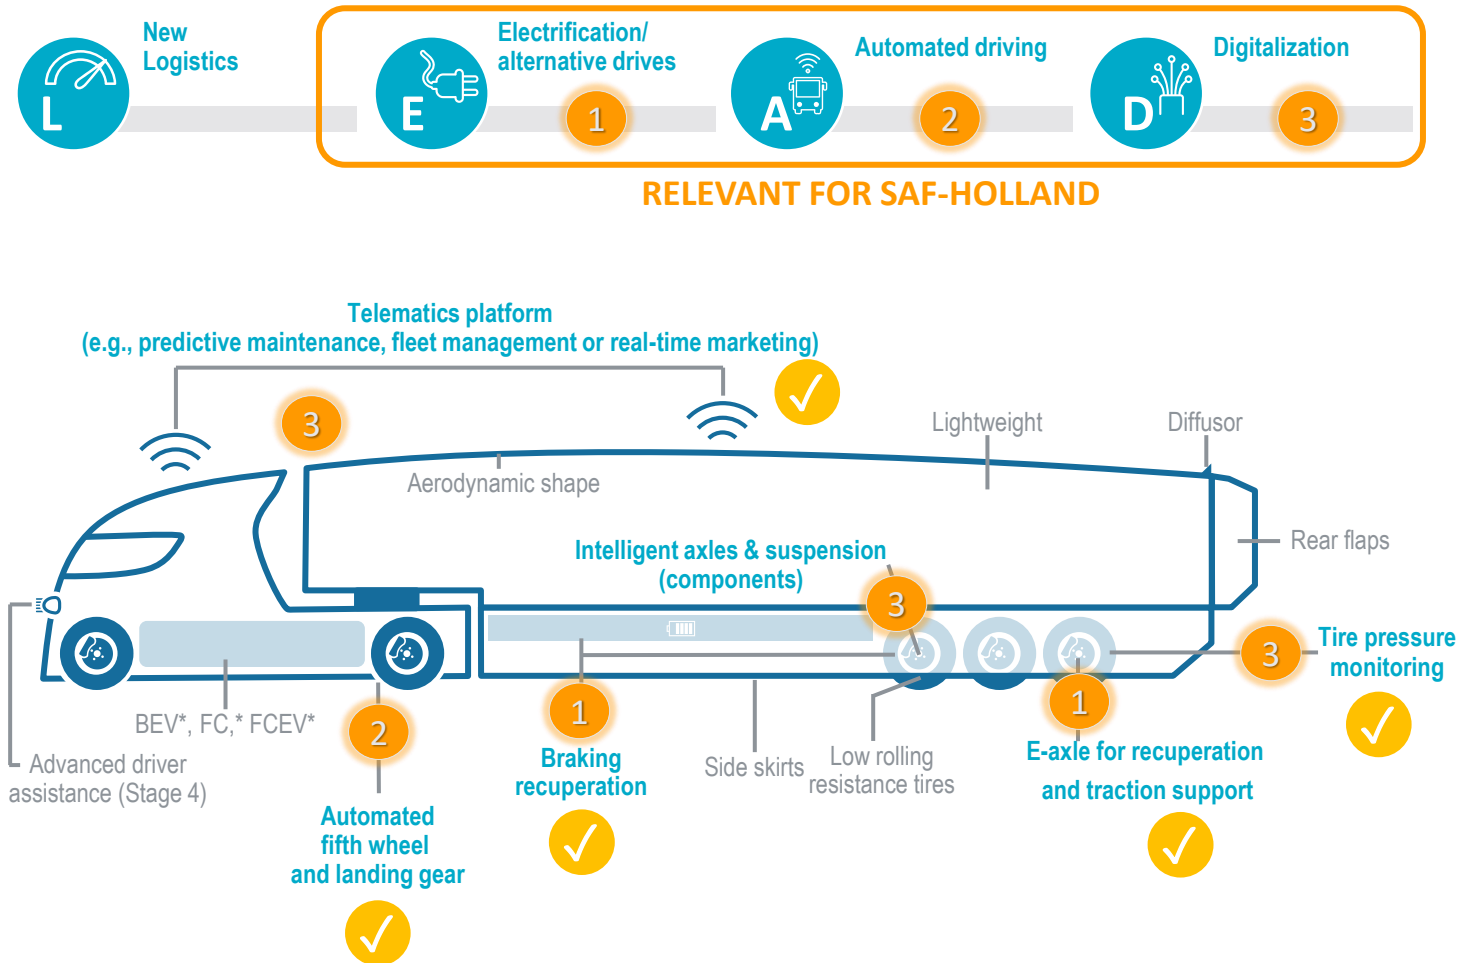 New
Logistics
L
Electrification/
alternative drives
E
1
Automated driving
A
2
Digitalization
D
3
RELEVANT FOR SAF-HOLLAND
Telematics platform
(e.g., predictive maintenance, fleet management or real-time marketing)
3
Lightweight
Diffusor
Aerodynamic shape
Rear flaps
Intelligent axles & suspension
(components)
3
3
Tire pressure
monitoring
BEV*, FC,* FCEV*
2
1
1
Advanced driver
assistance (Stage 4)
Automated
fifth wheel
and landing gear
Braking
recuperation
Side skirts
Low rolling
resistance tires
E-axle for recuperation
and traction support